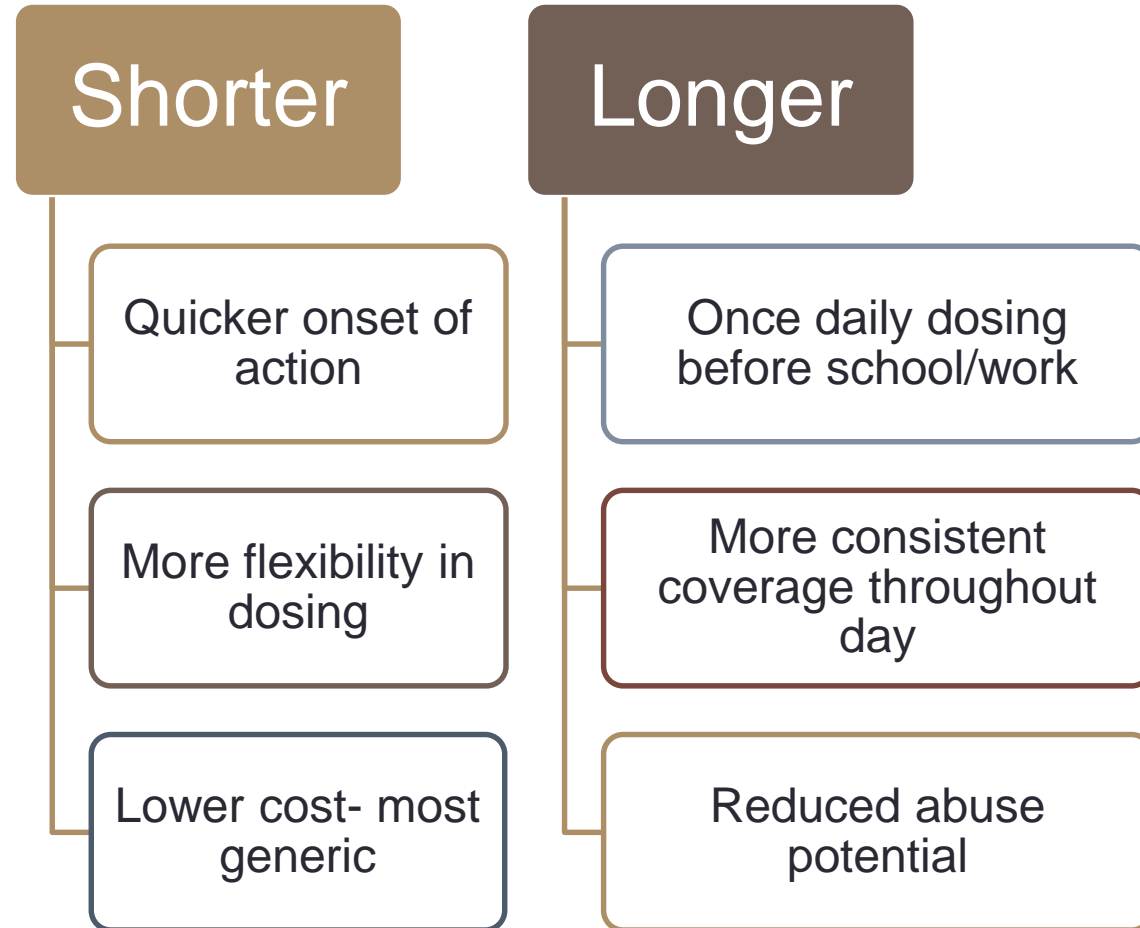 Shorter
Quicker onset of
action
More flexibility in
dosing
Lower cost- most
generic
Longer
Once daily dosing
before school/work
More consistent
coverage throughout
day
Reduced abuse
potential